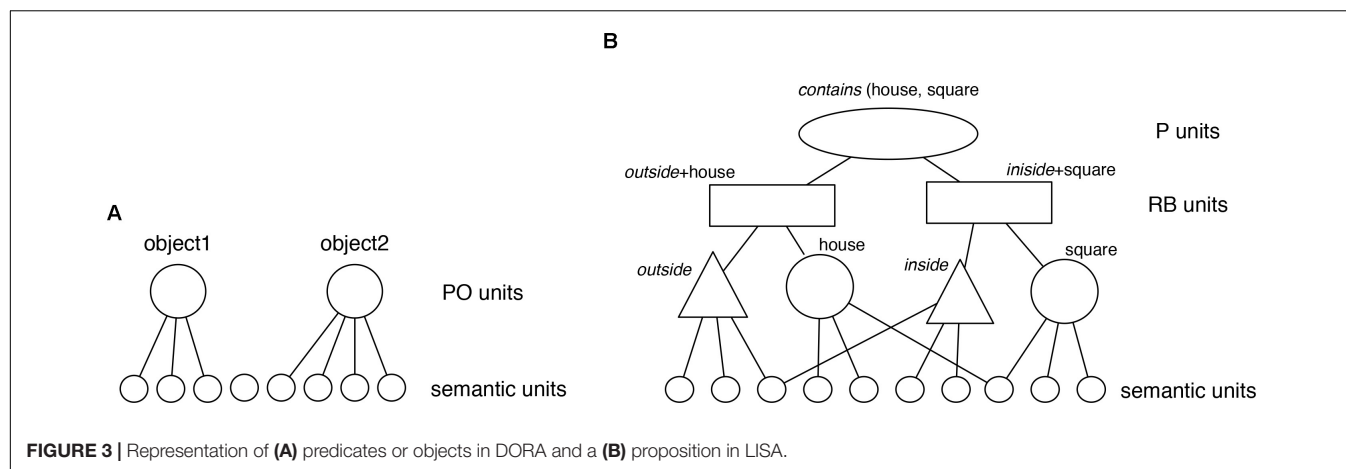 A
object1
object2
PO units
semantic units
B
contains (house, square
P units
outside+house
iniside+square
RB units
outside
house
inside
square
semantic units
FIGURE 3 | Representation of (A) predicates or objects in DORA and a (B) proposition in LISA.